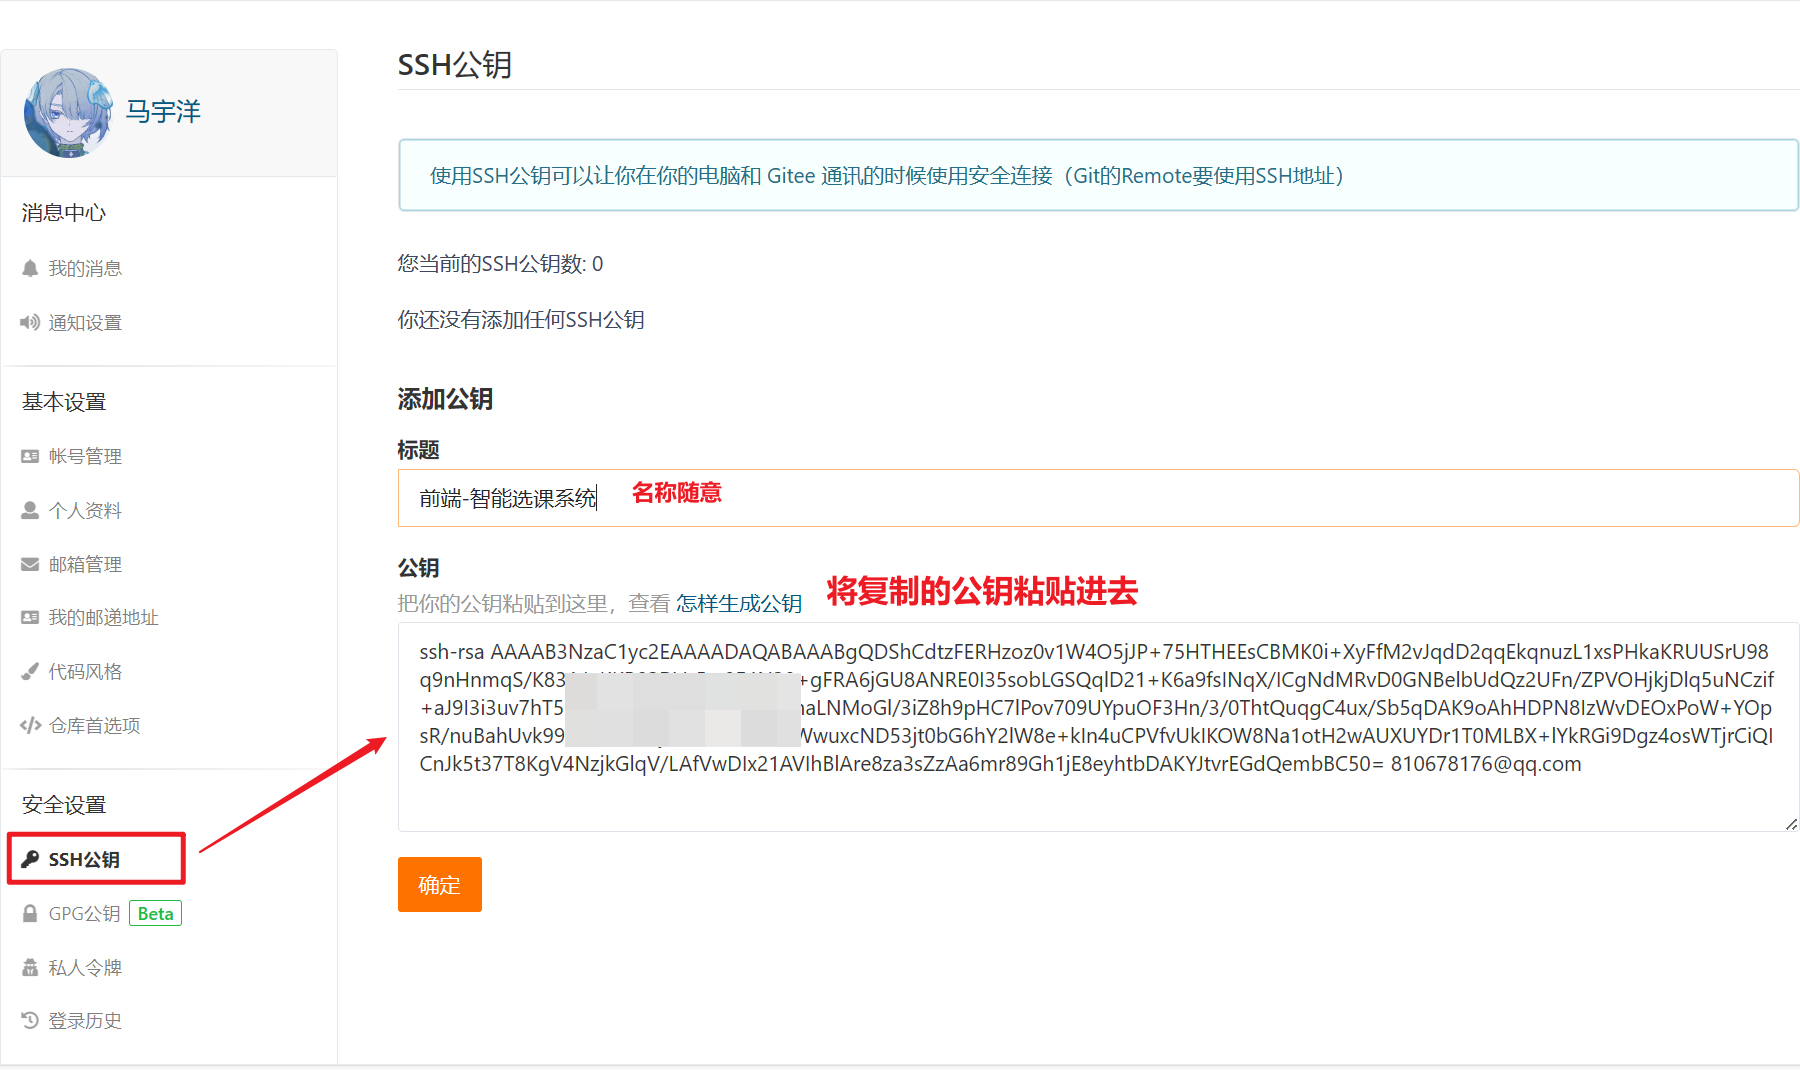 马宇洋
消息中心
我的消息
通知设置
基本设置
帐号管理
个人资料
邮箱管理
我的邮递地址
代码风格
仓库首选项
安全设置
SSH公钥
GPG公钥 Beta
私人令牌
登录历史
SSH公钥
使用SSH公钥可以让你在你的电脑和 Gitee 通讯的时候使用安全连接（Git的Remote要使用SSH地址）
您当前的SSH公钥数: 0
你还没有添加任何SSH公钥
添加公钥
标题
前端-智能选课系统 名称随意
公钥
把你的公钥粘贴到这里，查看 怎样生成公钥 将复制的公钥粘贴进去
ssh-rsa AAAAB3NzaC1yc2EAAAADAQABAAABgQDShCdtzFERHzoz0v1W4O5jJP+75HTHEEsCBMK0i+XyFfM2vJqdD2qqEkqnuzL1xsPHkaKRUUSrU98
q9nHnmqS/K83 +gFRA6jGU8ANRE0I35sobLGSQqlD21+K6a9fsINqX/ICgNdMRvD0GNBelbUdQz2UFn/ZPVOHjkjDlq5uNCzif
+aJ9I3i3uv7hT5 aLNMoGl/3iZ8h9pHC7lPov709UYpuOF3Hn/3/0ThtQuqgC4ux/Sb5qDAK9oAhHDPN8IzWvDEOxPoW+YOp
sR/nuBahUvk99 WwuxcND53jt0bG6hY2lW8e+kIn4uCPVfvUkIKOW8Na1otH2wAUXUYDr1T0MLBX+lYkRGi9Dgz4osWTjrCiQI
CnJk5t37T8KgV4NzjkGlqV/LAfVwDIx21AVIhBlAre8za3sZzAa6mr89Gh1jE8eyhtbDAKYJtvrEGdQembBC50= 810678176@qq.com
确定